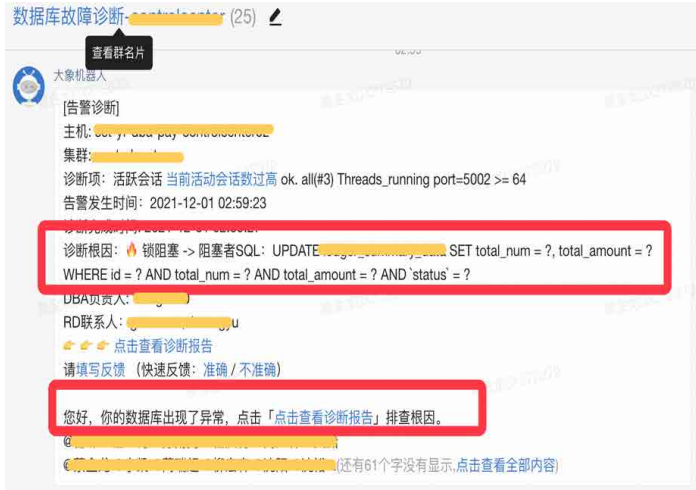 数据库故障诊断- (25)
查看群名片
大象机器人
[告警诊断]
主机:
集群:
诊断项：活跃会话 当前活动会话数过高 ok. all(#3) Threads_running port=5002 >= 64
告警发生时间：2021-12-01 02:59:23
诊断根因：🔥 锁阻塞 -> 阻塞者SQL：UPDATE SET total_num = ?, total_amount = ?
WHERE id = ? AND total_num = ? AND total_amount = ? AND `status` = ?
DBA负责人:
RD联系人：
👉 👉 👉 点击查看诊断报告
请填写反馈 （快速反馈：准确 / 不准确）
您好，你的数据库出现了异常，点击「点击查看诊断报告」排查根因。
@
@ (还有61个字没有显示,点击查看全部内容)